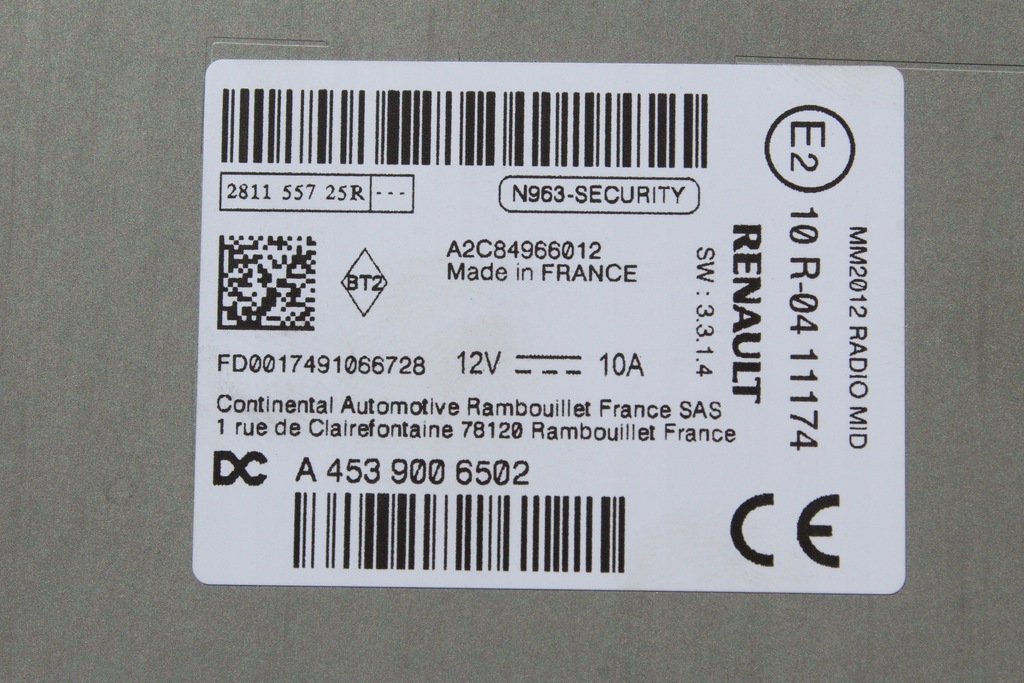 2811 557 25R ---
N963-SECURITY
BT2
A2C84966012
Made in FRANCE
FD0017491066728 12V 10A
Continental Automotive Rambouillet France SAS
1 rue de Clairefontaine 78120 Rambouillet France
DC A 453 900 6502
SW : 3.3.1.4
RENAULT
E2 10 R-04 11174
MM2012 RADIO MID
CE